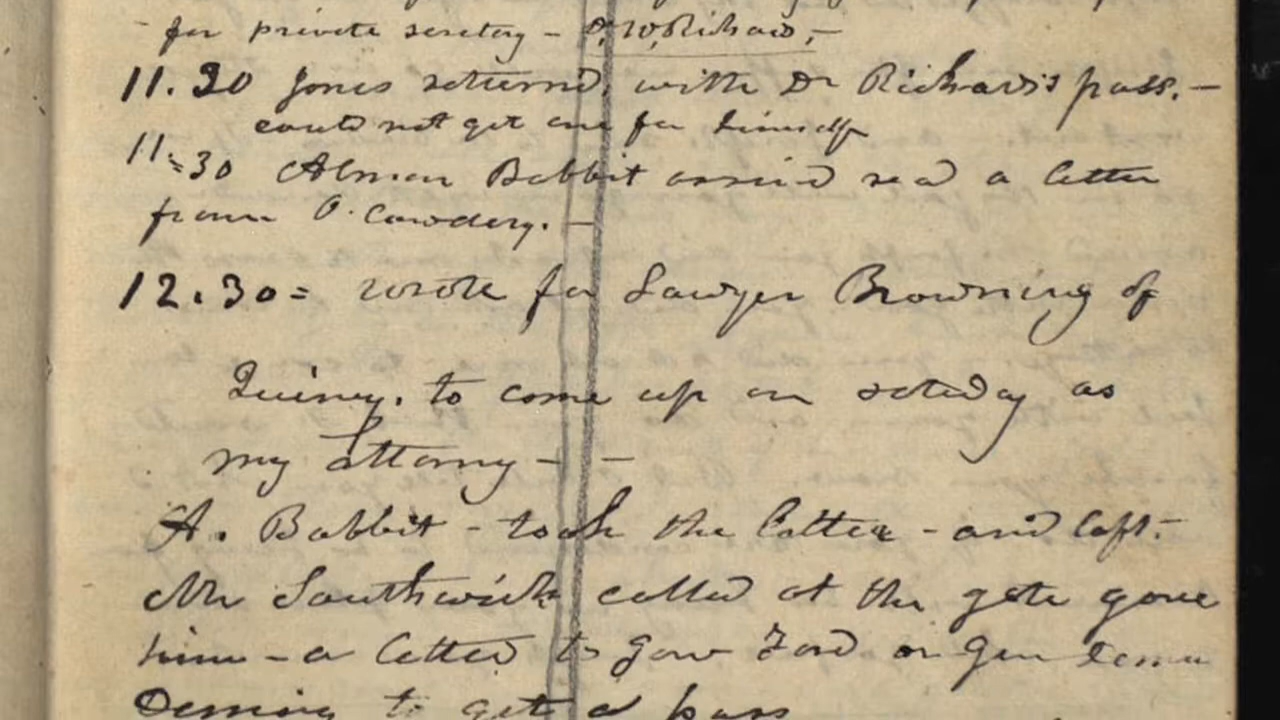 - for private secretary - D, W, Richards, -
11.20 Jones returned, with Dr Richards's pass. -
could not get one for himself
11=30 Almon Babbit arrived read a letter
from O. Cowdery. -
12.30 = wrote for Lawyer Browning of
Quincy. to come up on satuday as
my attorny - -
A. Babbit - took the letter - and left. -
Mr Southwick called at the gate gave
him - a letter to Gov Ford or Gen
Deming to get a pass